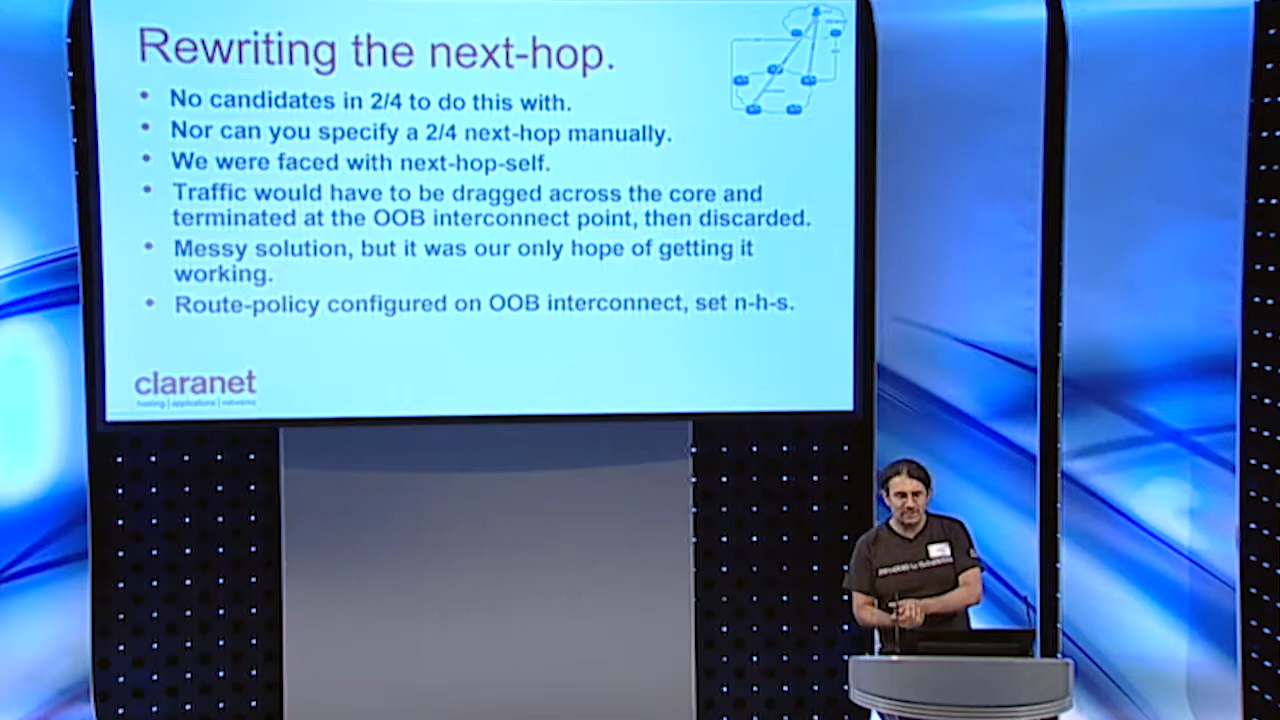 Rewriting the next-hop.
• No candidates in 2/4 to do this with.
• Nor can you specify a 2/4 next-hop manually.
• We were faced with next-hop-self.
• Traffic would have to be dragged across the core and
terminated at the OOB interconnect point, then discarded.
• Messy solution, but it was our only hope of getting it
working.
• Route-policy configured on OOB interconnect, set n-h-s.
claranet
hosting | applications | networks